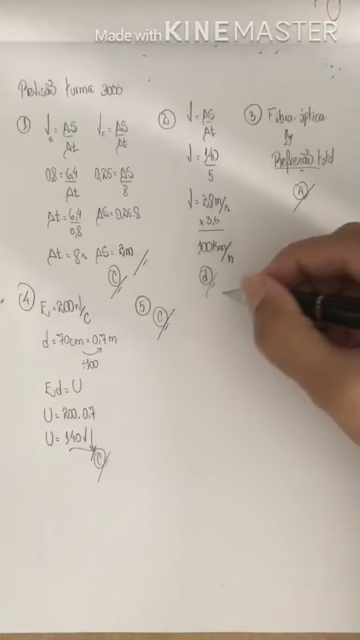 Made with KINEMASTER
Revisão turma 3000
1) V = ΔS/Δt   Vc = ΔS/Δt
0,8 = 6,4/Δt   0,25 = ΔS/8
Δt = 6,4/0,8   ΔS = 0,25.8
Δt = 8s   ΔS = 2m
C
2) V = ΔS/Δt
V = 140/5
V = 28m/s
x 3,6
100km/h
d
3) Fibra óptica
Reflexão total
A
4) E = 200N/C
d = 70cm = 0,7m
÷100
E.d = U
U = 200.0,7
U = 140V
C
5) C